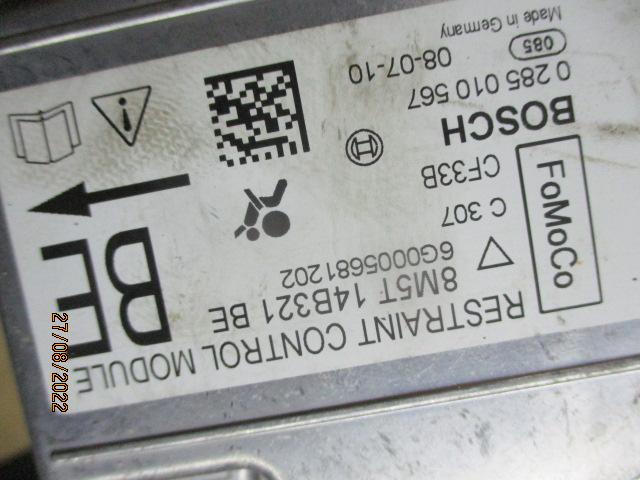 RESTRAINT CONTROL MODULE
8M5T 14B321 BE
6G0005681202
BE
FoMoCo
C 307
CF33B
BOSCH
0 285 010 567
085
08-07-10
Made in Germany
27/08/2022